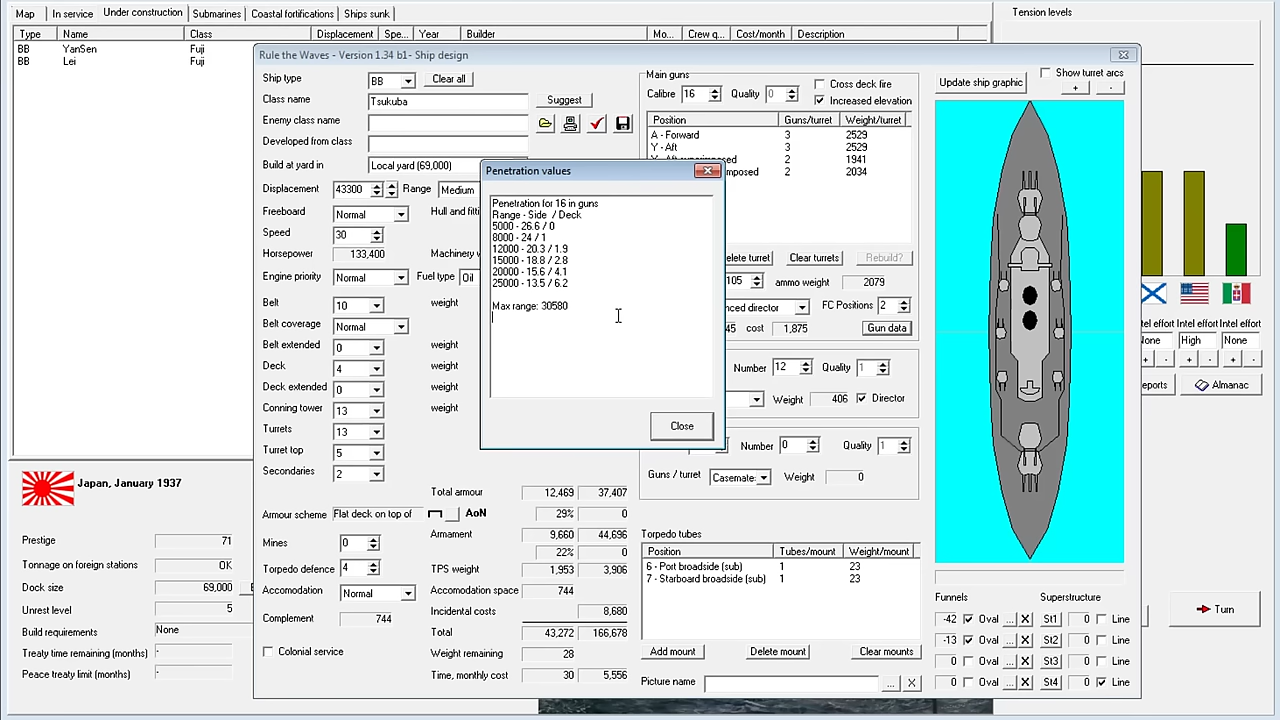 Map In service Under construction Submarines Coastal fortifications Ships sunk
Type Name Class Displacement Spe... Year Builder Mo... Crew q... Cost/month Description
BB YanSen Fuji
BB Lei Fuji
Tension levels
Rule the Waves - Version 1.34 b1- Ship design
Ship type BB Clear all
Class name Tsukuba Suggest
Enemy class name
Developed from class
Build at yard in Local yard (69,000)
Displacement 43300 Range Medium
Freeboard Normal Hull and fitti
Speed 30
Horsepower 133,400 Machinery w
Engine priority Normal Fuel type Oil
Belt 10 weight
Belt coverage Normal
Belt extended 0 weight
Deck 4 weight
Deck extended 0 weight
Conning tower 13 weight
Turrets 13
Turret top 5
Secondaries 2
Total armour 12,469 37,407
Armour scheme Flat deck on top of AoN 29% 0
Armament 9,660 44,696
Mines 0 22% 0
Torpedo defence 4 TPS weight 1,953 3,906
Accomodation Normal Accomodation space 744
Complement 744 Incidental costs 8,680
Total 43,272 166,678
Colonial service Weight remaining 28
Time, monthly cost 30 5,556
Penetration values
Penetration for 16 in guns
Range - Side / Deck
5000 - 26.6 / 0
8000 - 24 / 1
12000 - 20.3 / 1.9
15000 - 18.8 / 2.8
20000 - 15.6 / 4.1
25000 - 13.5 / 6.2
Max range: 30580
Close
Main guns
Calibre 16 Quality 0 Cross deck fire
Increased elevation
Position Guns/turret Weight/turret
A - Forward 3 2529
Y - Aft 3 2529
Aft superimposed 2 1941
mposed 2 2034
elete turret Clear turrets Rebuild?
105 ammo weight 2079
nced director FC Positions 2
45 cost 1,875 Gun data
Number 12 Quality 1
Weight 406 Director
Number 0 Quality 1
Guns / turret Casemate: Weight 0
Torpedo tubes
Position Tubes/mount Weight/mount
6 - Port broadside (sub) 1 23
7 - Starboard broadside (sub) 1 23
Add mount Delete mount Clear mounts
Picture name ... X
Update ship graphic Show turret arcs
+ -
Funnels Superstructure
-42 Oval ... X St1 0 Line
-13 Oval ... X St2 0 Line
0 Oval ... X St3 0 Line
0 Oval ... X St4 0 Line
tel effort Intel effort Intel effort
None High None
+ - + - + -
eports Almanac
Turn
Japan, January 1937
Prestige 71
Tonnage on foreign stations OK
Dock size 69,000
Unrest level 5
Build requirements None
Treaty time remaining (months) -
Peace treaty limit (months) -